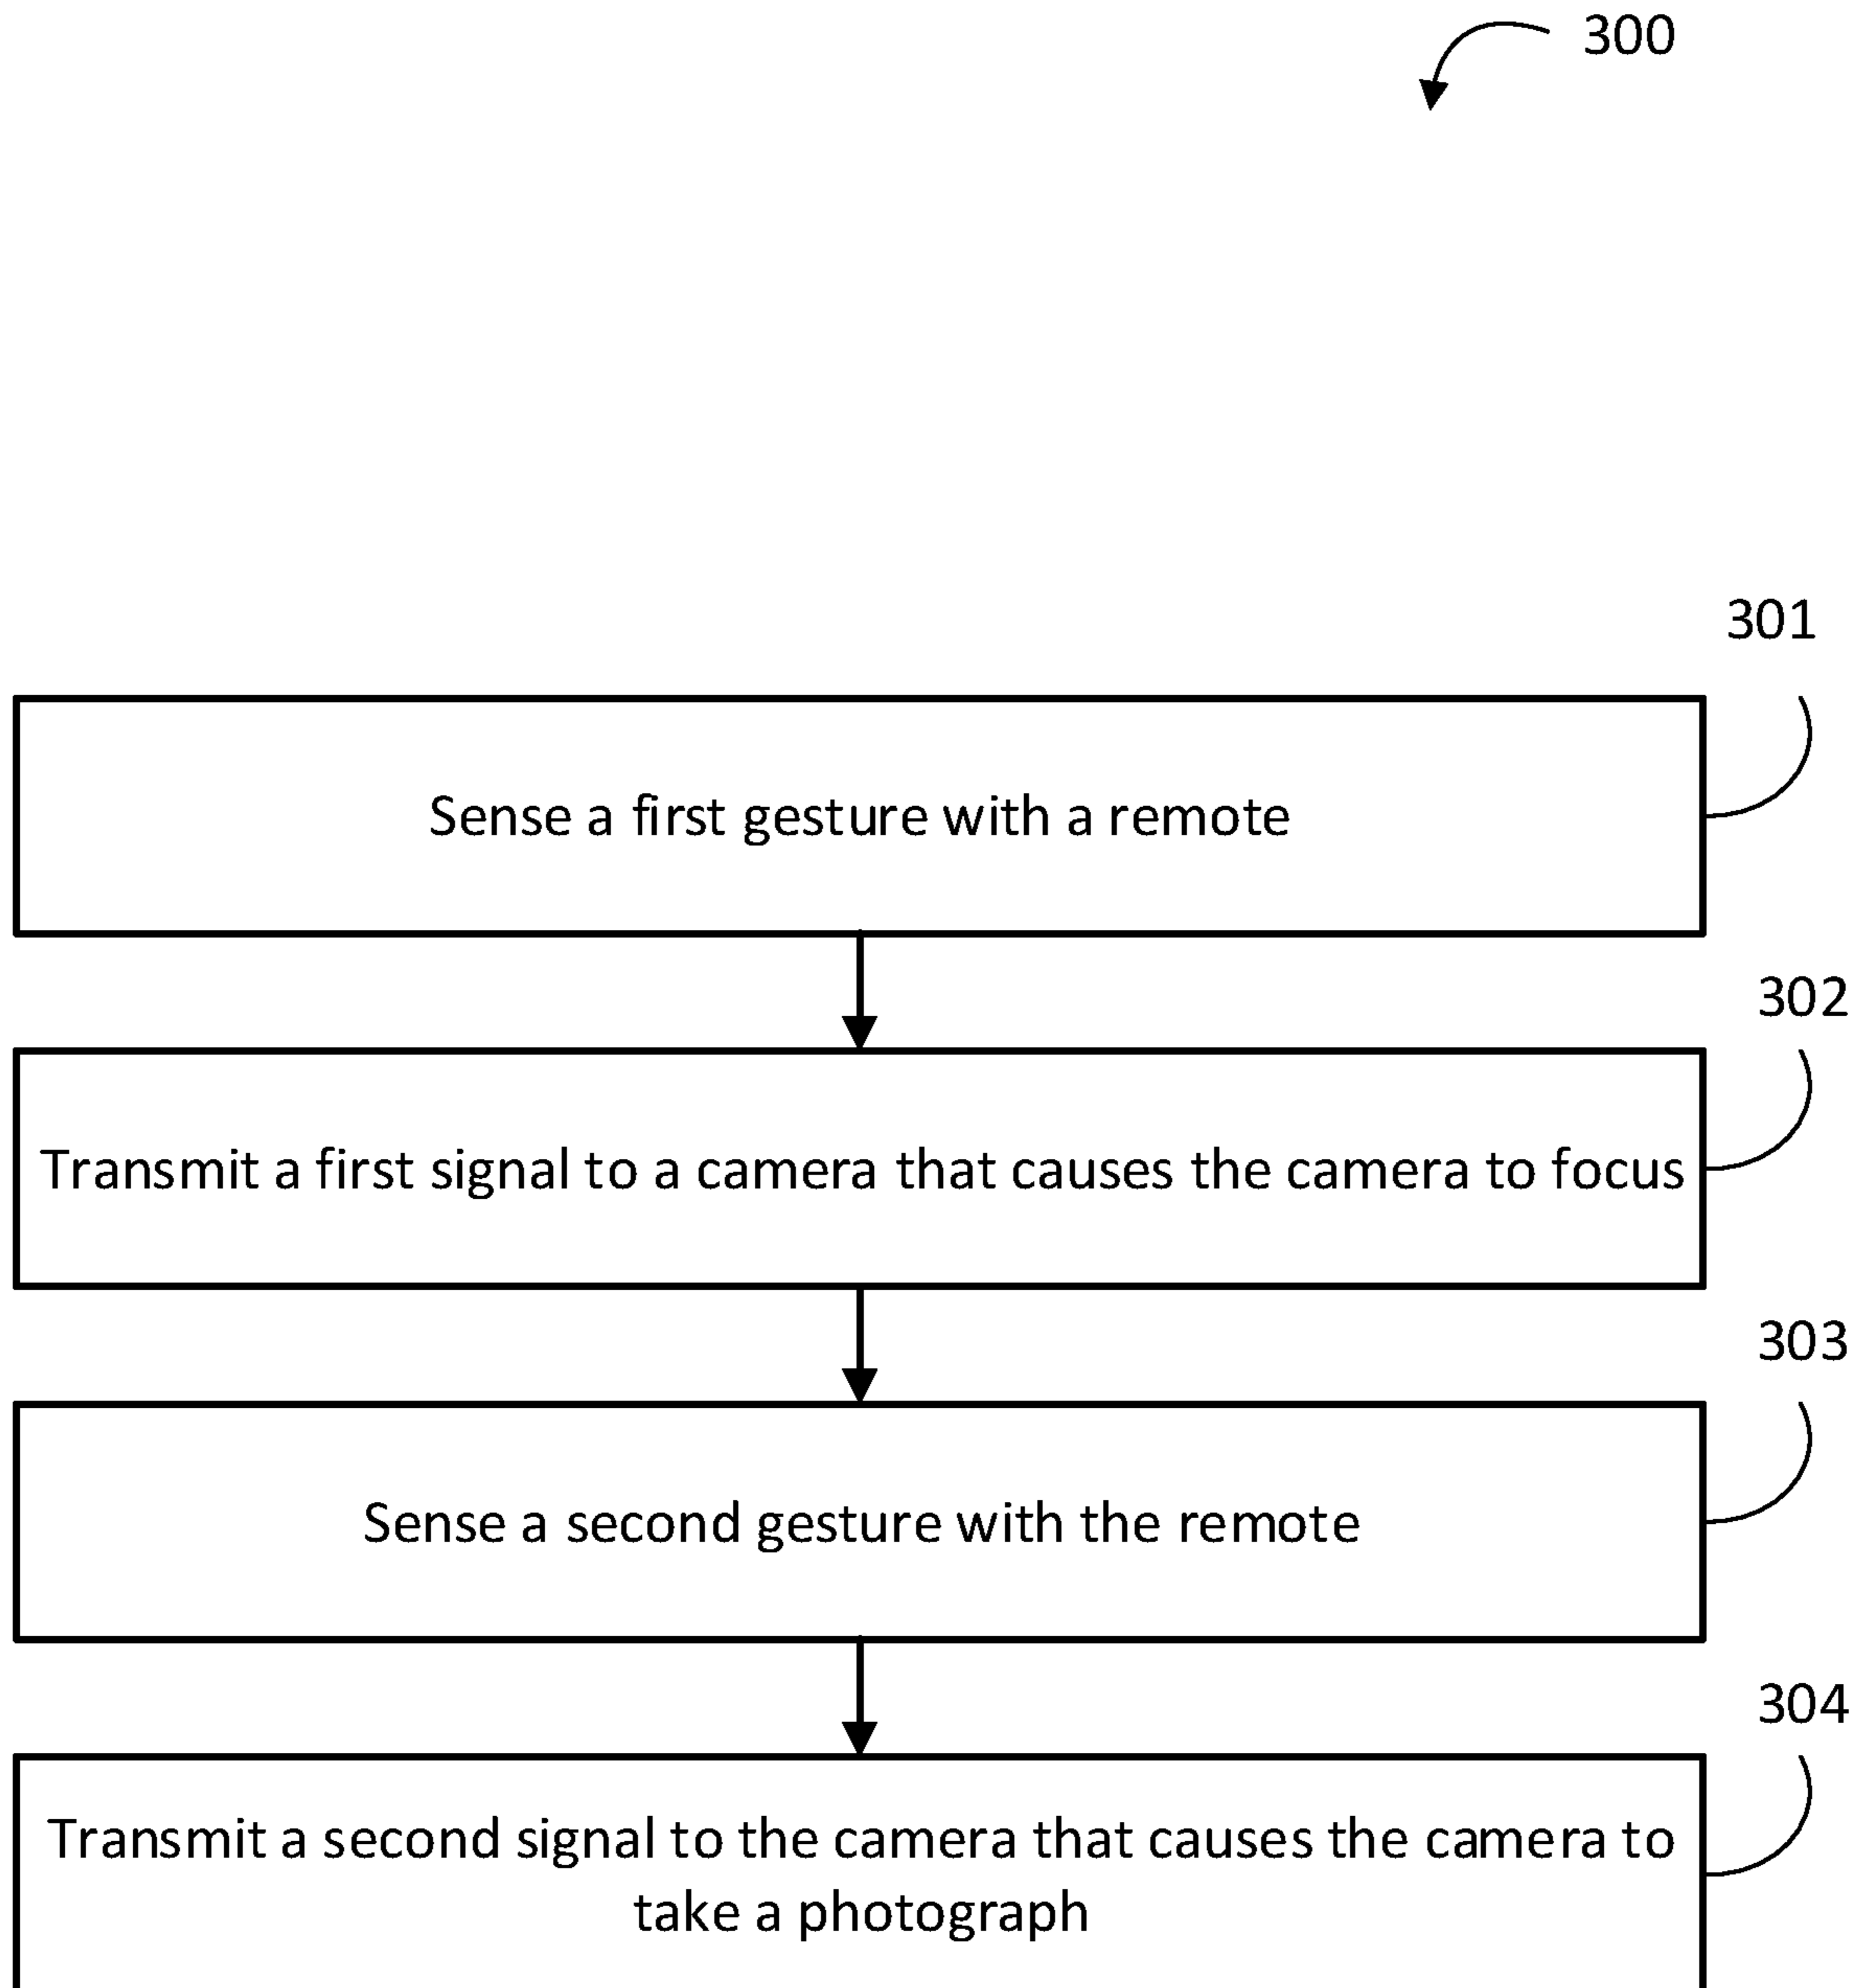 300
301
Sense a first gesture with a remote
302
Transmit a first signal to a camera that causes the camera to focus
303
Sense a second gesture with the remote
304
Transmit a second signal to the camera that causes the camera to
take a photograph